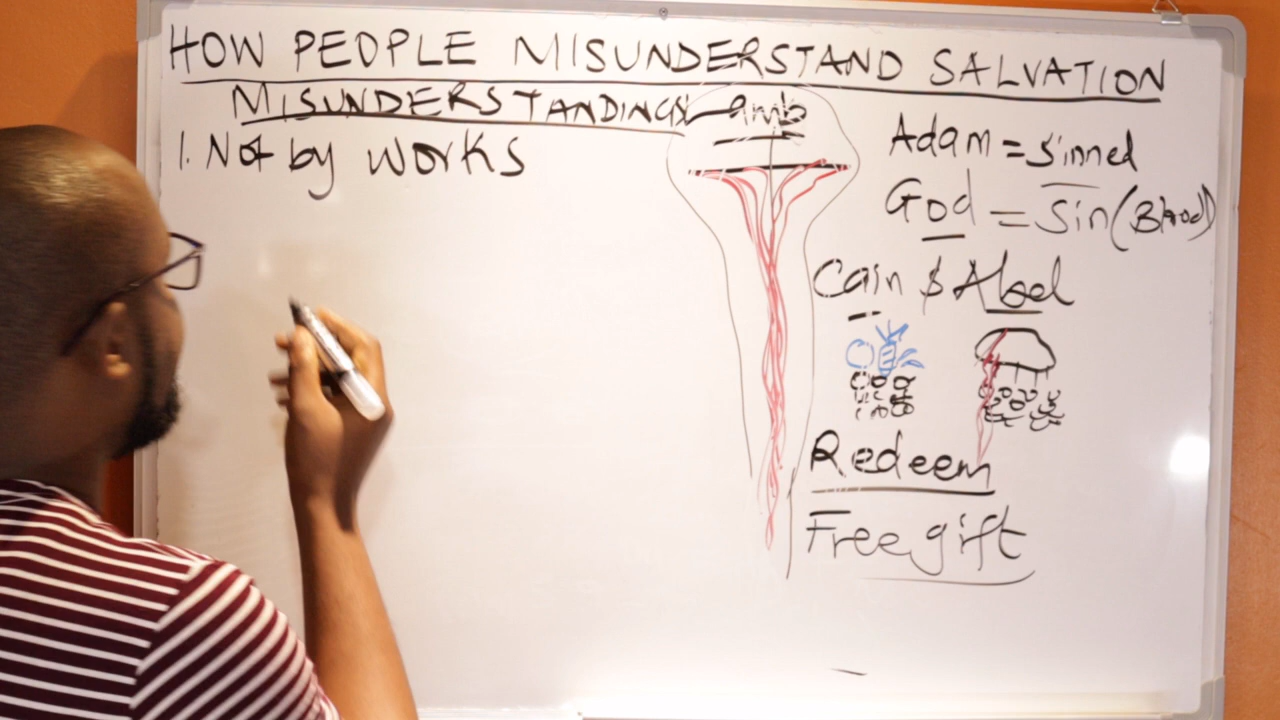 HOW PEOPLE MISUNDERSTAND SALVATION
MISUNDERSTANDINGS
1. Not by works
Lamb
Adam = sinned
God = Sin (Blood)
Cain & Abel
Redeem
Free gift